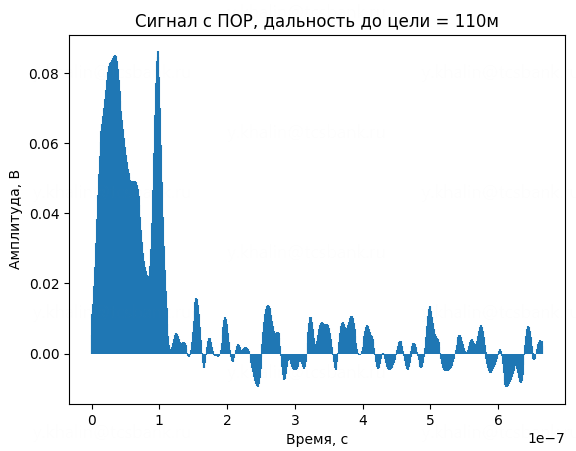 Сигнал с ПОР, дальность до цели = 110м
Амплитуда, В
0.08
0.06
0.04
0.02
0.00
0 1 2 3 4 5 6
1e−7
Время, с